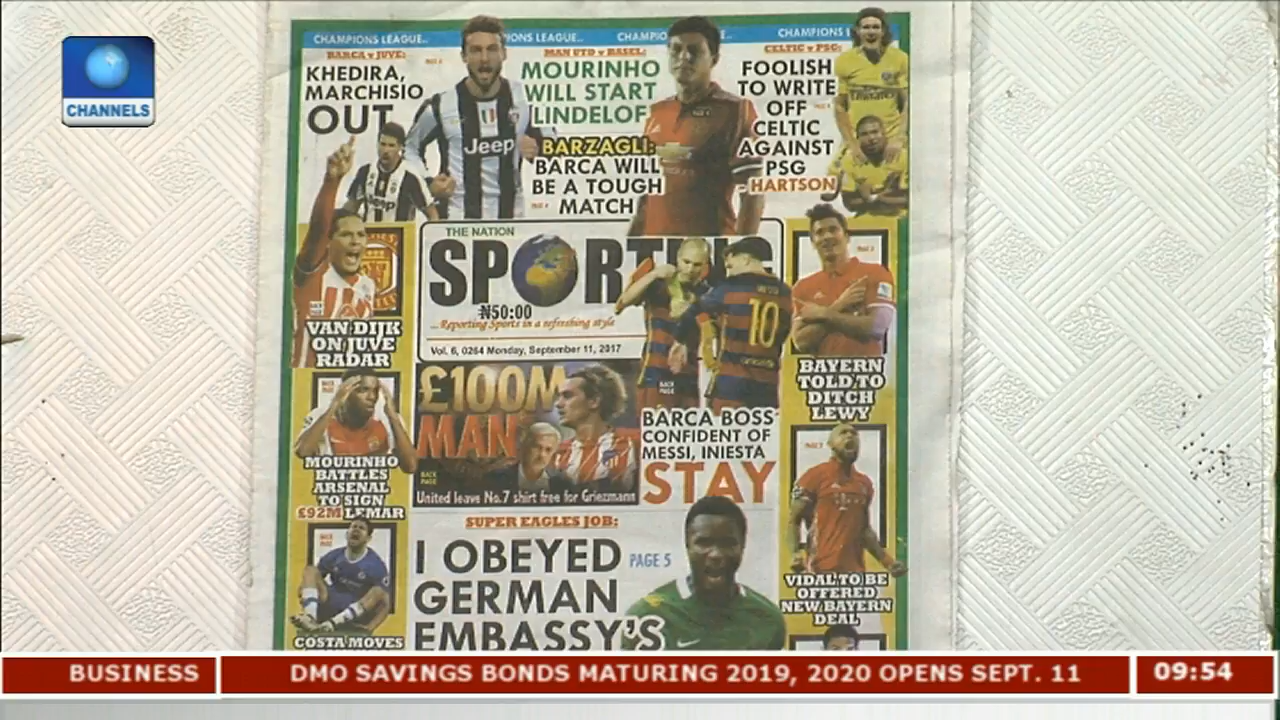 CHANNELS
CHAMPIONS LEAGUE..
CHAMPIONS LEAGUE..
BARCA v JUVE:
KHEDIRA,
MARCHISIO
OUT
Jeep
Jeep
MAN UTD v BASEL:
MOURINHO
WILL START
LINDELOF
BARZAGLI:
BARCA WILL
BE A TOUGH
MATCH
CELTIC v PSG:
FOOLISH
TO WRITE
OFF
CELTIC
AGAINST
PSG
- HARTSON
THE NATION
SPORTING
₦50:00
...Reporting Sports in a refreshing style
Vol. 6, 0264 Monday, September 11, 2017
VAN DIJK
ON JUVE
RADAR
MOURINHO
BATTLES
ARSENAL
TO SIGN
£92M LEMAR
COSTA MOVES
£100M
MAN
BACK
PAGE
United leave No.7 shirt free for Griezmann
10
BACK
PAGE
BARCA BOSS
CONFIDENT OF
MESSI, INIESTA
STAY
BAYERN
TOLD TO
DITCH
LEWY
VIDAL TO BE
OFFERED
NEW BAYERN
DEAL
SUPER EAGLES JOB:
I OBEYED
GERMAN
EMBASSY'S
PAGE 5
BUSINESS
DMO SAVINGS BONDS MATURING 2019, 2020 OPENS SEPT. 11
09:54